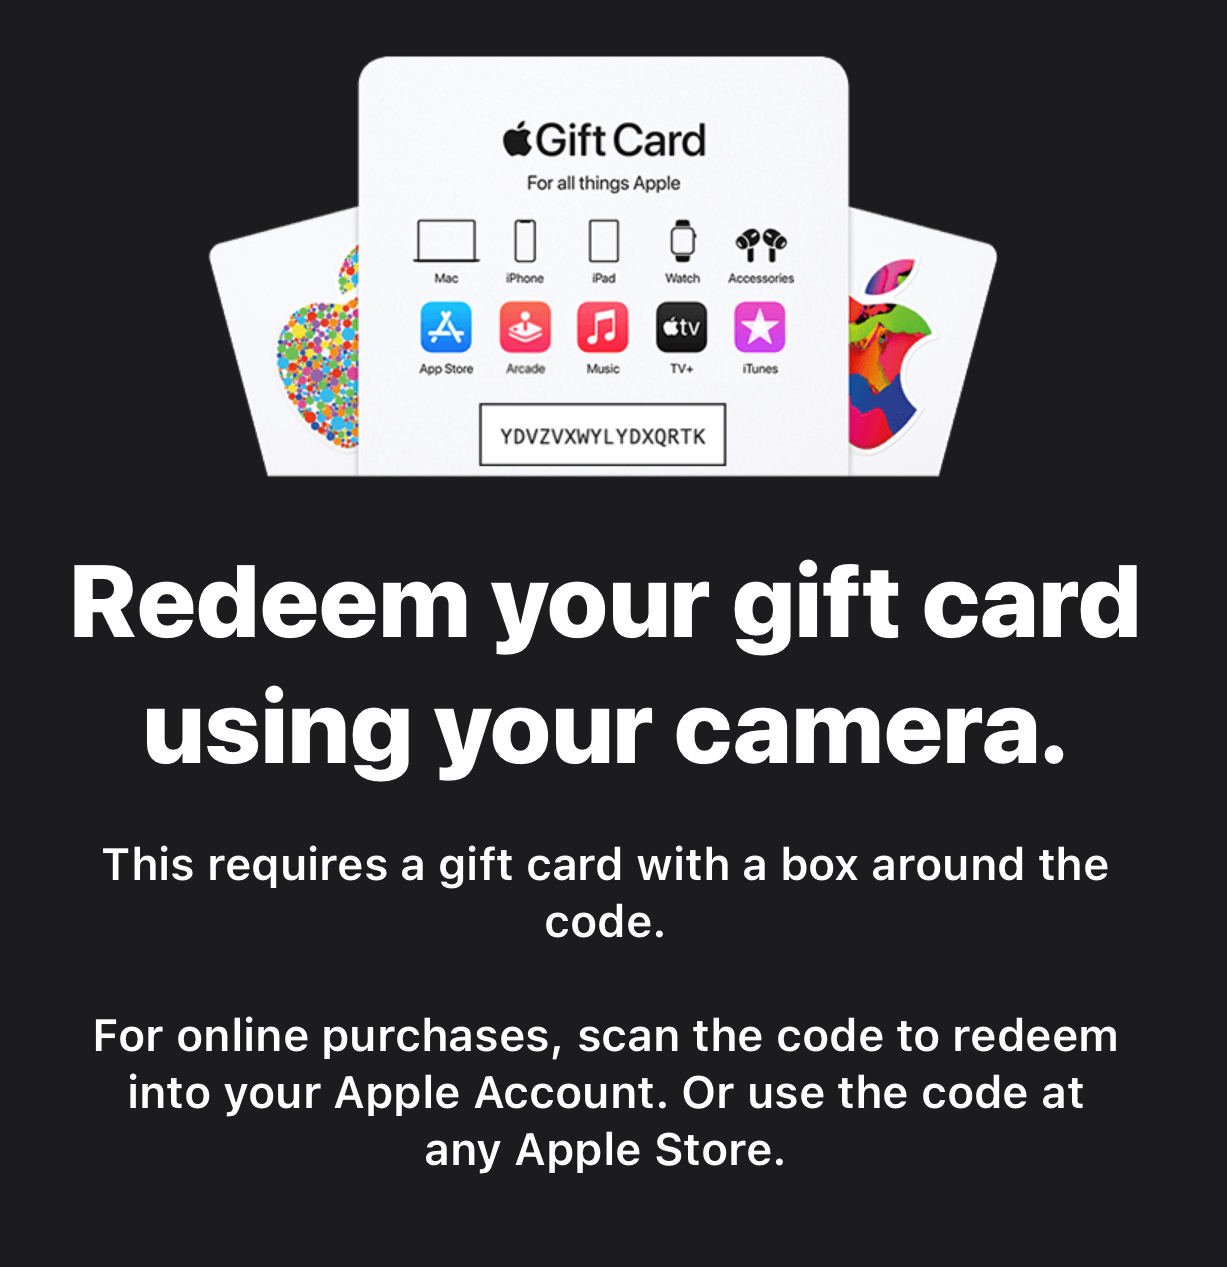 Gift Card
For all things Apple
Mac iPhone iPad Watch Accessories
App Store Arcade Music TV+ iTunes
tv
YDVZVXWYLYDXQRTK
Redeem your gift card
using your camera.
This requires a gift card with a box around the
code.
For online purchases, scan the code to redeem
into your Apple Account. Or use the code at
any Apple Store.